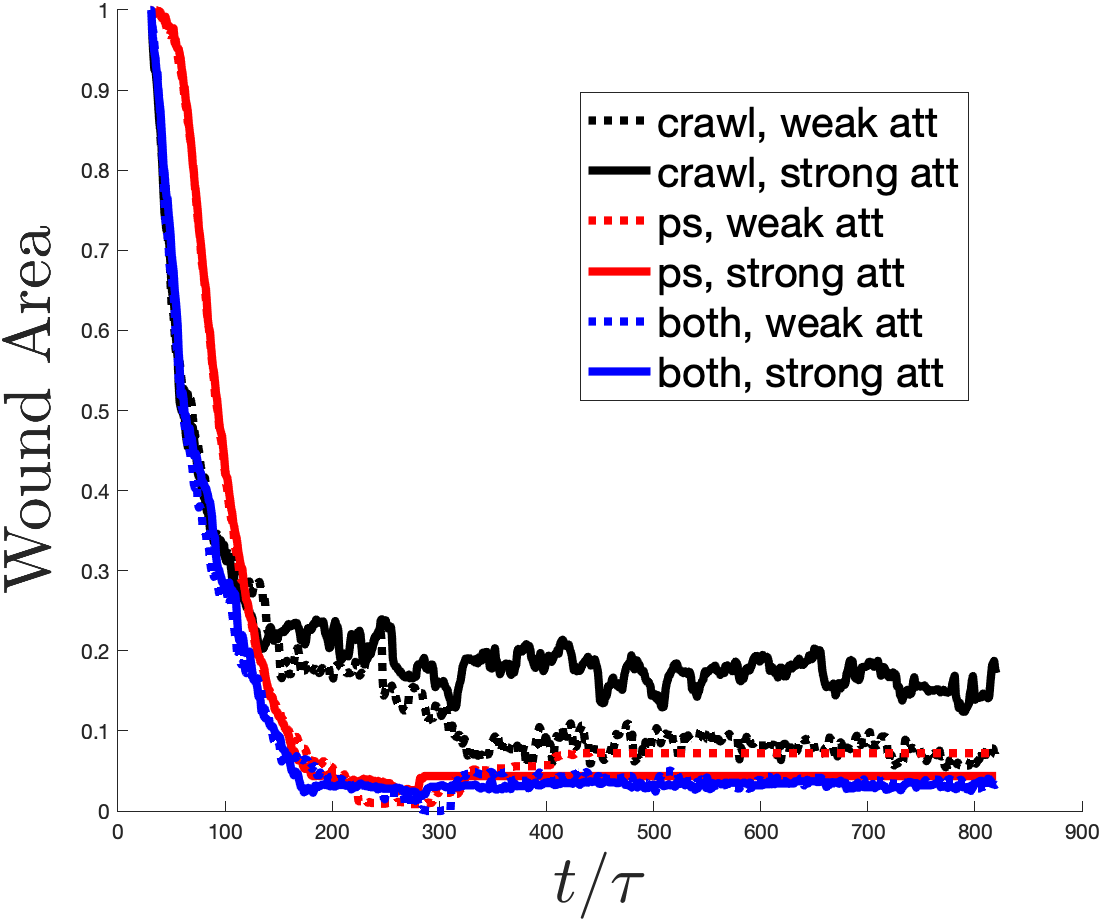 1
0.9
0.8
0.7
0.6
0.5
0.4
0.3
0.2
0.1
0
Wound Area
crawl, weak att
crawl, strong att
ps, weak att
ps, strong att
both, weak att
both, strong att
0 100 200 300 400 500 600 700 800 900
t/τ